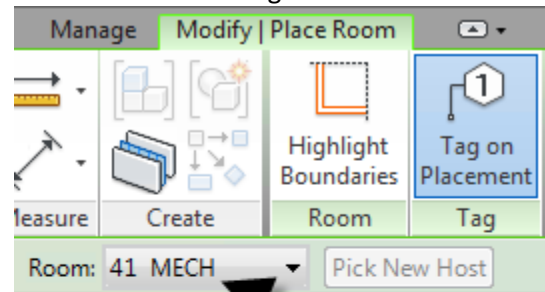 Manage Modify | Place Room
1
Highlight Boundaries
Tag on Placement
Measure Create Room Tag
Room: 41 MECH Pick New Host